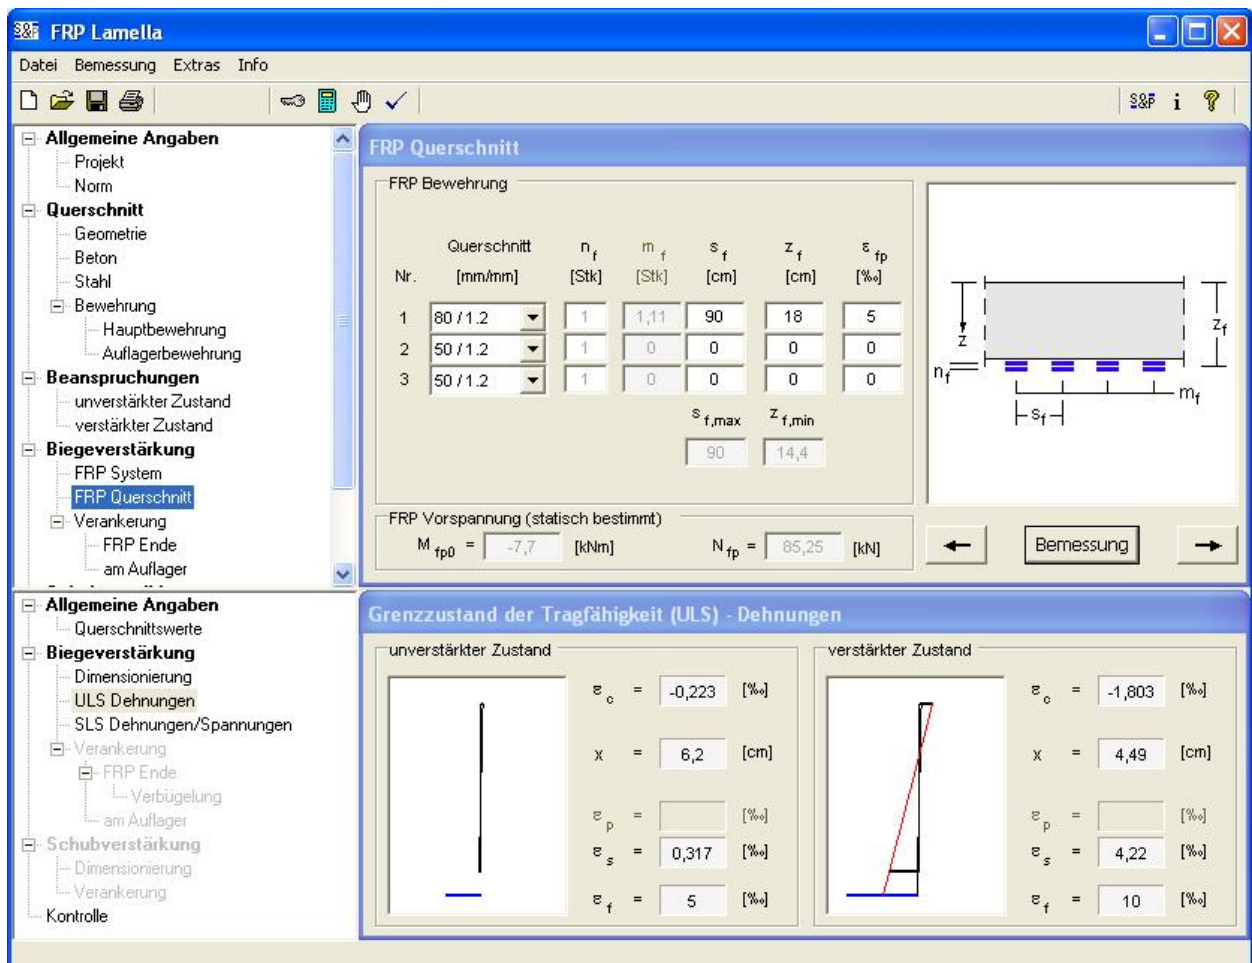 S&P FRP Lamella
Datei Bemessung Extras Info
S&P i ?
Allgemeine Angaben
Projekt
Norm
Querschnitt
Geometrie
Beton
Stahl
Bewehrung
Hauptbewehrung
Auflagerbewehrung
Beanspruchungen
unverstärkter Zustand
verstärkter Zustand
Biegeverstärkung
FRP System
FRP Querschnitt
Verankerung
FRP Ende
am Auflager
FRP Querschnitt
FRP Bewehrung
Querschnitt n f m f s f z f ε fp
Nr. [mm/mm] [Stk] [Stk] [cm] [cm] [‰]
1 80 / 1.2 1 1,11 90 18 5
2 50 / 1.2 1 0 0 0 0
3 50 / 1.2 1 0 0 0 0
s f,max z f,min
90 14,4
FRP Vorspannung (statisch bestimmt)
M fp0 = -7,7 [kNm] N fp = 85,25 [kN]
z
zf
nf
mf
sf
Bemessung
Allgemeine Angaben
Querschnittswerte
Biegeverstärkung
Dimensionierung
ULS Dehnungen
SLS Dehnungen/Spannungen
Verankerung
FRP Ende
Verbügelung
am Auflager
Schubverstärkung
Dimensionierung
Verankerung
Kontrolle
Grenzzustand der Tragfähigkeit (ULS) - Dehnungen
unverstärkter Zustand
ε c = -0,223 [‰]
x = 6,2 [cm]
ε p = [‰]
ε s = 0,317 [‰]
ε f = 5 [‰]
verstärkter Zustand
ε c = -1,803 [‰]
x = 4,49 [cm]
ε p = [‰]
ε s = 4,22 [‰]
ε f = 10 [‰]